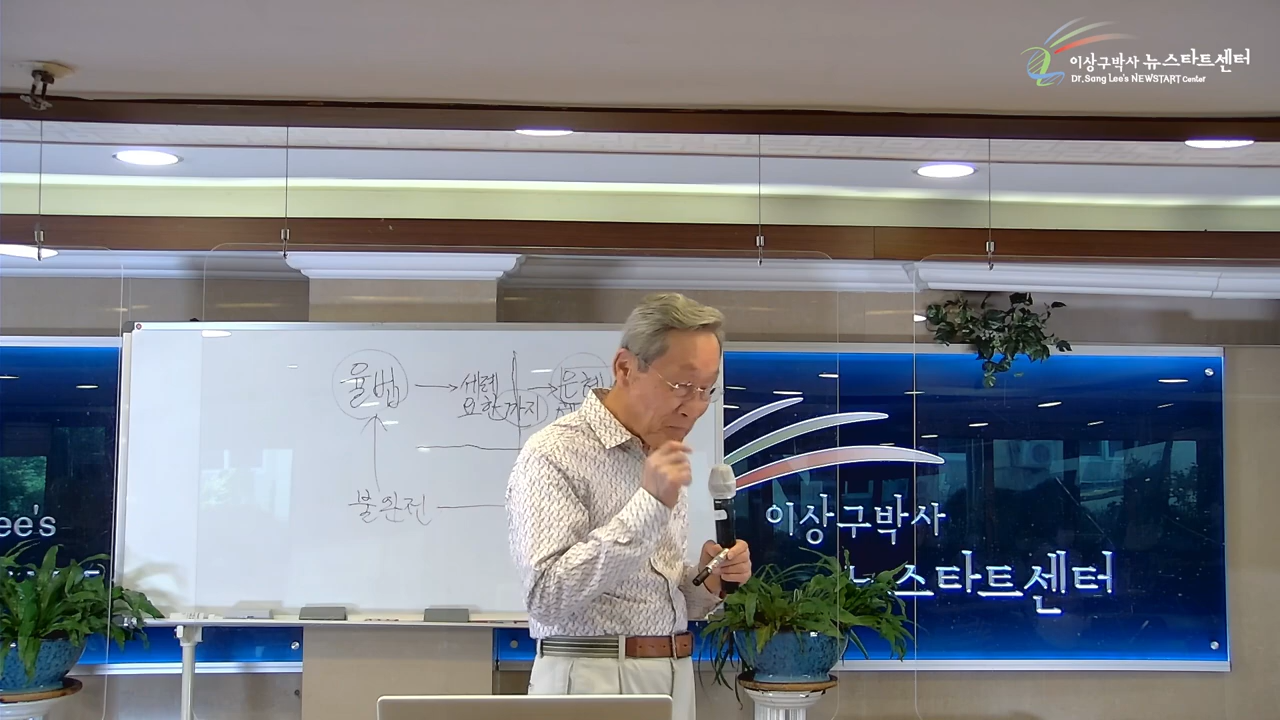 이상구박사 뉴스타트센터
Dr.Sang Lee's NEWSTART Center
율법 → 세례 → 은혜
요한까지
불완전
ee's
이상구박사
뉴스타트센터